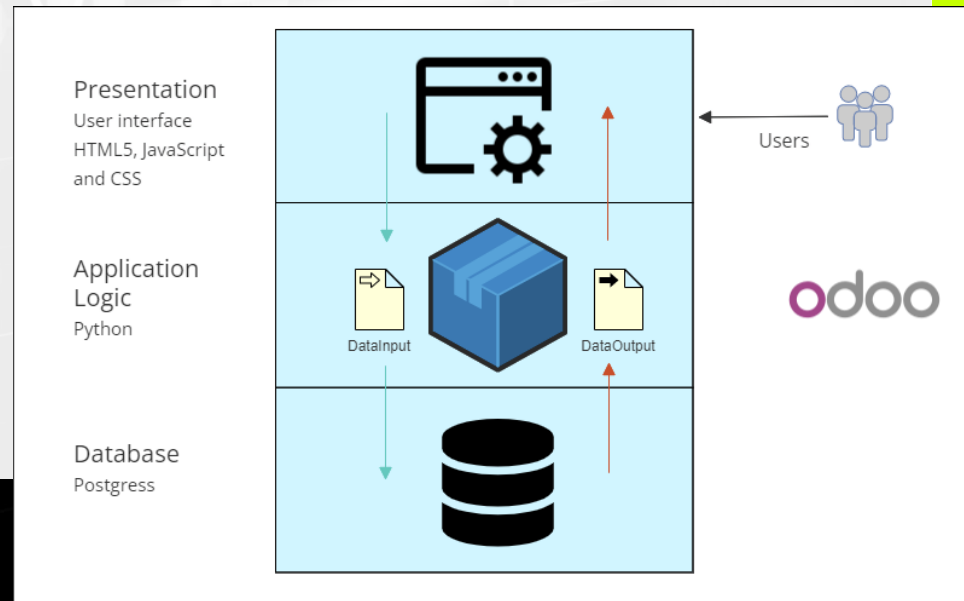 Presentation
User interface
HTML5, JavaScript
and CSS
Users
Application
Logic
Python
DataInput
DataOutput
odoo
Database
Postgress